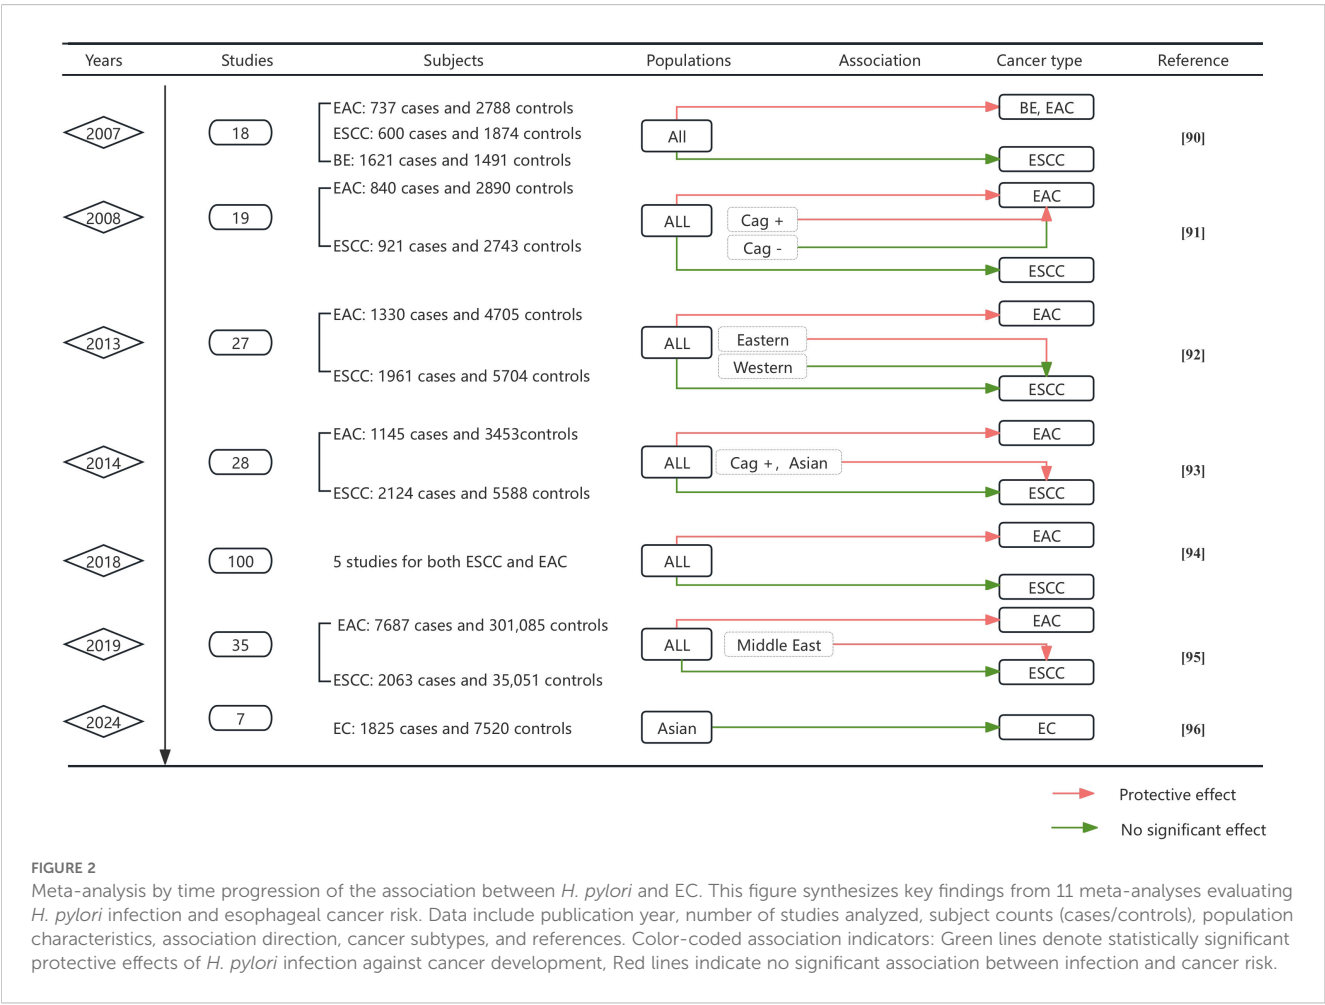 Years Studies Subjects Populations Association Cancer type Reference
EAC: 737 cases and 2788 controls BE, EAC
2007 18 ESCC: 600 cases and 1874 controls All [90]
BE: 1621 cases and 1491 controls ESCC
EAC: 840 cases and 2890 controls EAC
2008 19 ALL Cag + [91]
ESCC: 921 cases and 2743 controls Cag -
ESCC
EAC: 1330 cases and 4705 controls EAC
2013 27 ALL Eastern [92]
Western
ESCC: 1961 cases and 5704 controls ESCC
EAC: 1145 cases and 3453controls EAC
2014 28 ALL Cag +, Asian [93]
ESCC: 2124 cases and 5588 controls ESCC
EAC
2018 100 5 studies for both ESCC and EAC ALL [94]
ESCC
EAC: 7687 cases and 301,085 controls EAC
2019 35 ALL Middle East [95]
ESCC: 2063 cases and 35,051 controls ESCC
2024 7 EC: 1825 cases and 7520 controls Asian EC [96]
Protective effect
No significant effect
FIGURE 2
Meta-analysis by time progression of the association between H. pylori and EC. This figure synthesizes key findings from 11 meta-analyses evaluating
H. pylori infection and esophageal cancer risk. Data include publication year, number of studies analyzed, subject counts (cases/controls), population
characteristics, association direction, cancer subtypes, and references. Color-coded association indicators: Green lines denote statistically significant
protective effects of H. pylori infection against cancer development, Red lines indicate no significant association between infection and cancer risk.